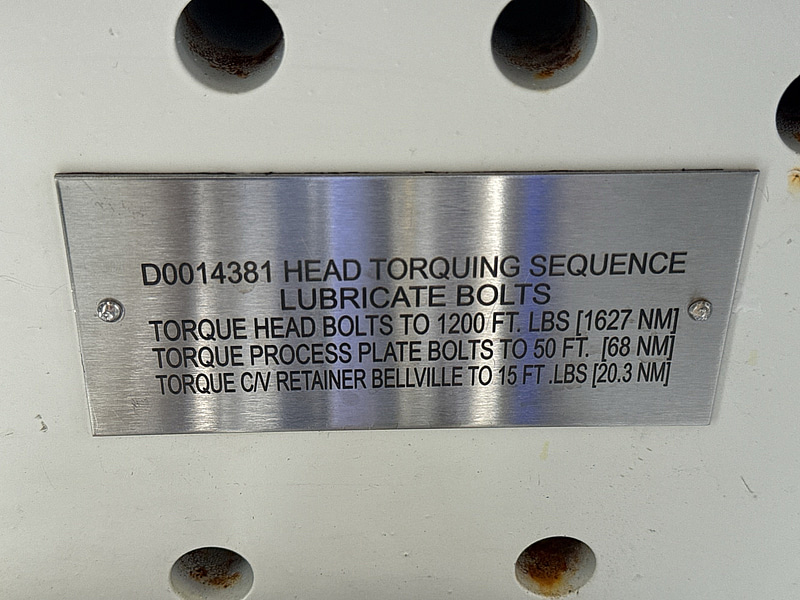 D0014381 HEAD TORQUING SEQUENCE
LUBRICATE BOLTS
TORQUE HEAD BOLTS TO 1200 FT. LBS [1627 NM]
TORQUE PROCESS PLATE BOLTS TO 50 FT. [68 NM]
TORQUE C/V RETAINER BELLVILLE TO 15 FT .LBS [20.3 NM]